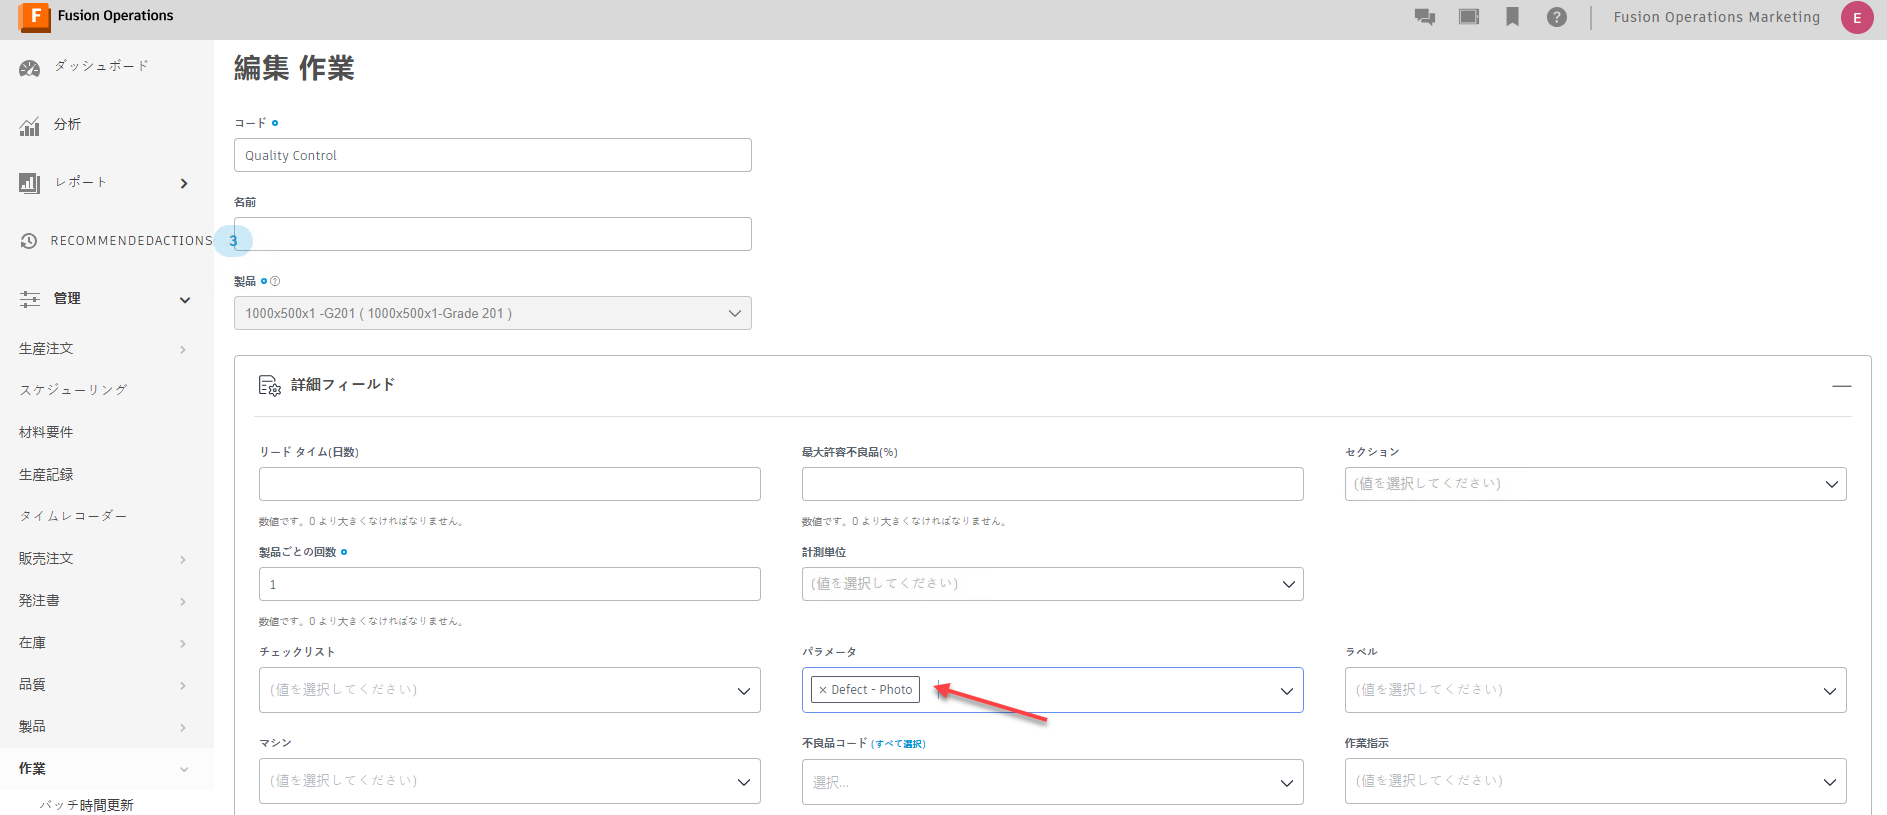 Fusion Operations
Fusion Operations Marketing
E
ダッシュボード
分析
レポート
RECOMMENDEDACTIONS
3
管理
生産注文
スケジューリング
材料要件
生産記録
タイムレコーダー
販売注文
発注書
在庫
品質
製品
作業
バッチ時間更新
編集 作業
コード
Quality Control
名前
製品
1000x500x1 -G201 ( 1000x500x1-Grade 201 )
詳細フィールド
リード タイム(日数)
数値です。0 より大きくなければなりません。
最大許容不良品(%)
数値です。0 より大きくなければなりません。
セクション
(値を選択してください)
製品ごとの回数
1
数値です。0 より大きくなければなりません。
計測単位
(値を選択してください)
チェックリスト
(値を選択してください)
パラメータ
× Defect - Photo
ラベル
(値を選択してください)
マシン
(値を選択してください)
不良品コード (すべて選択)
選択...
作業指示
(値を選択してください)